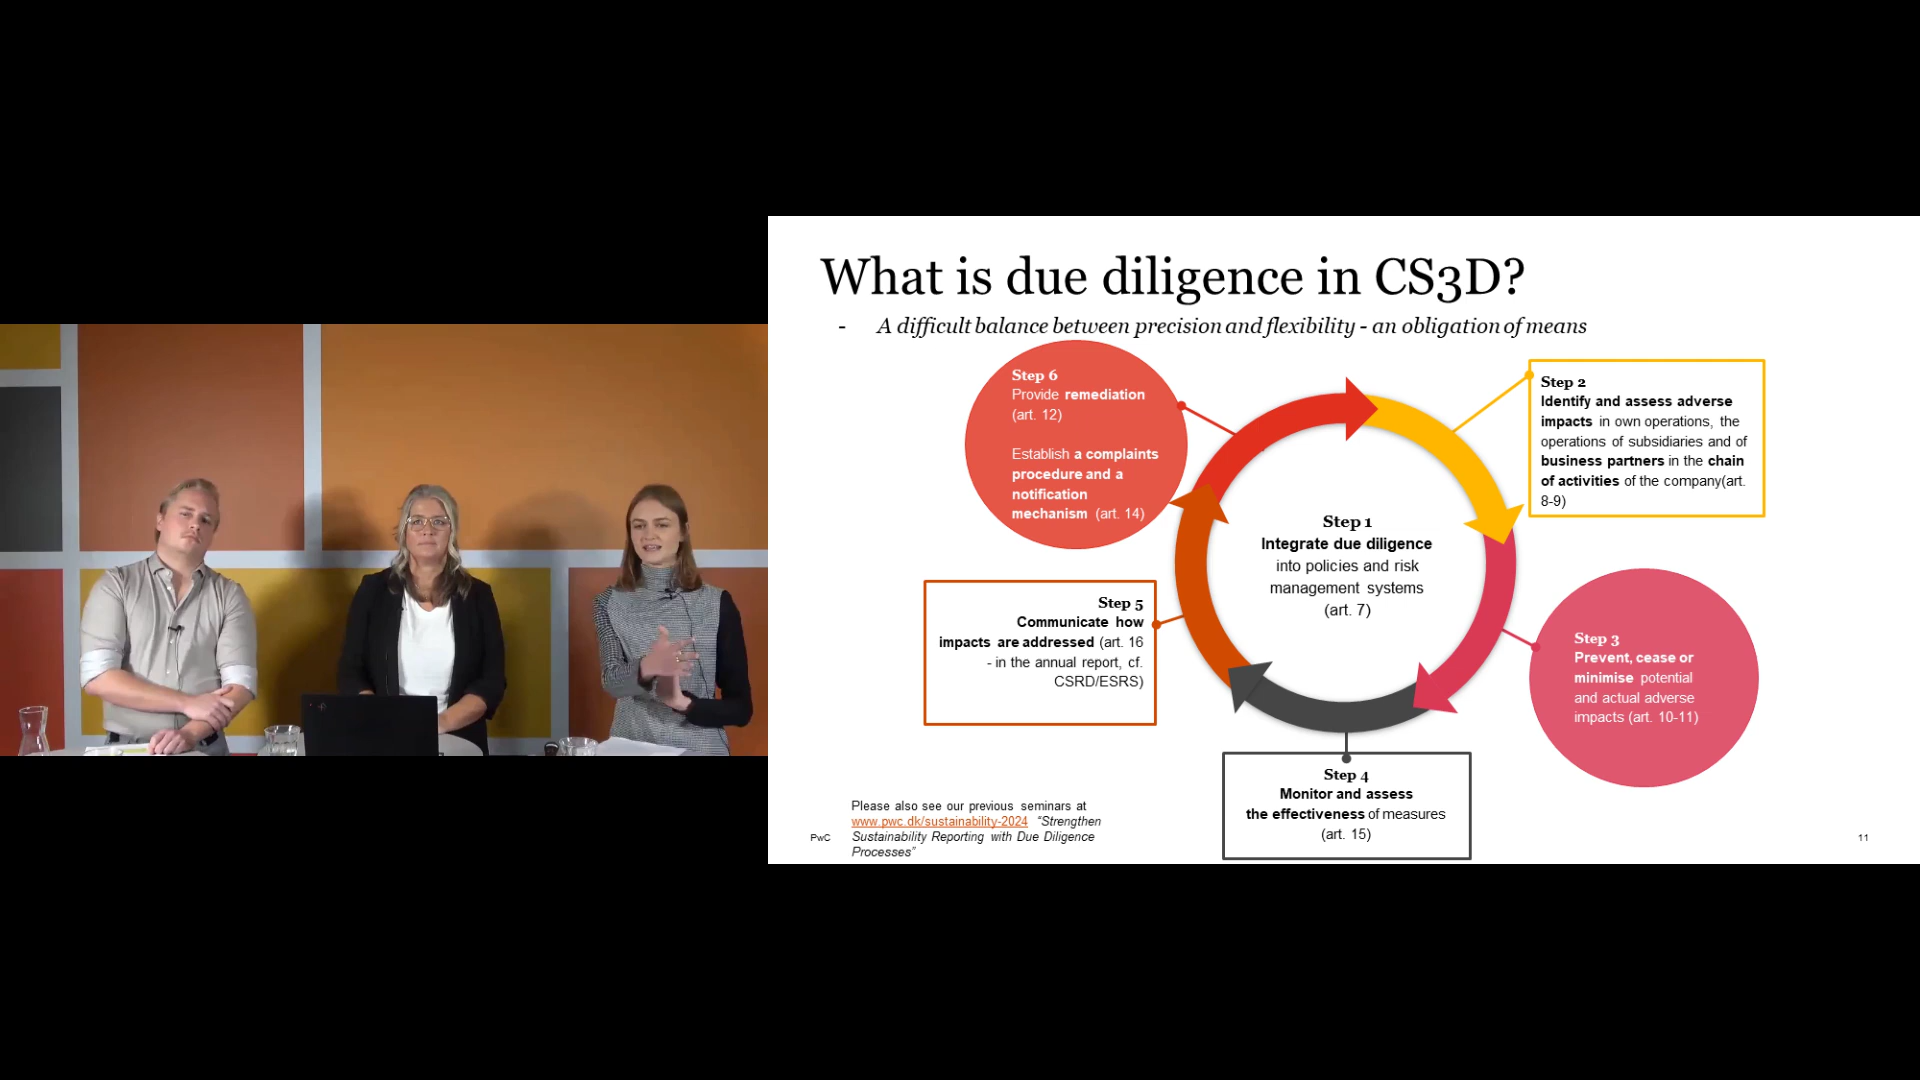 What is due diligence in CS3D?
- A difficult balance between precision and flexibility - an obligation of means
Step 6
Provide remediation
(art. 12)
Establish a complaints
procedure and a
notification
mechanism (art. 14)
Step 2
Identify and assess adverse
impacts in own operations, the
operations of subsidiaries and of
business partners in the chain
of activities of the company(art.
8-9)
Step 1
Integrate due diligence
into policies and risk
management systems
(art. 7)
Step 5
Communicate how
impacts are addressed (art. 16
- in the annual report, cf.
CSRD/ESRS)
Step 3
Prevent, cease or
minimise potential
and actual adverse
impacts (art. 10-11)
Step 4
Monitor and assess
the effectiveness of measures
(art. 15)
Please also see our previous seminars at
www.pwc.dk/sustainability-2024 "Strengthen
Sustainability Reporting with Due Diligence
Processes"
PwC
11